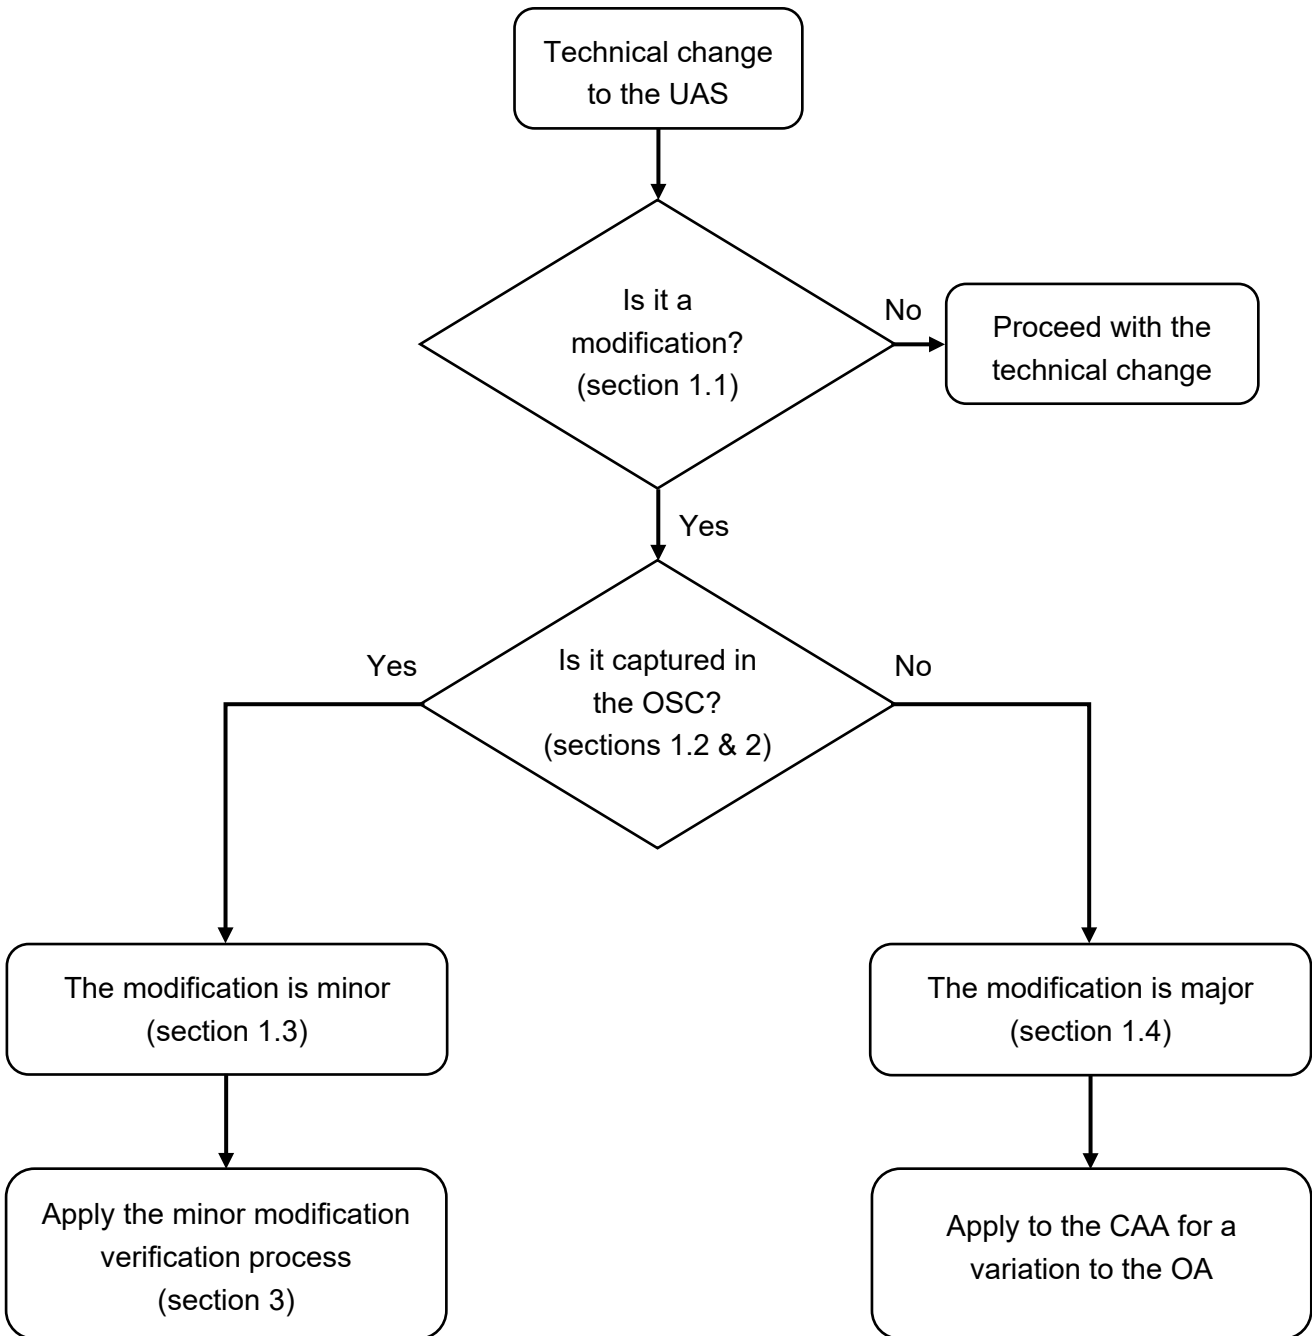 Technical change
to the UAS
Is it a
modification?
(section 1.1)
No
Proceed with the
technical change
Yes
Is it captured in
the OSC?
(sections 1.2 & 2)
Yes
No
The modification is minor
(section 1.3)
The modification is major
(section 1.4)
Apply the minor modification
verification process
(section 3)
Apply to the CAA for a
variation to the OA